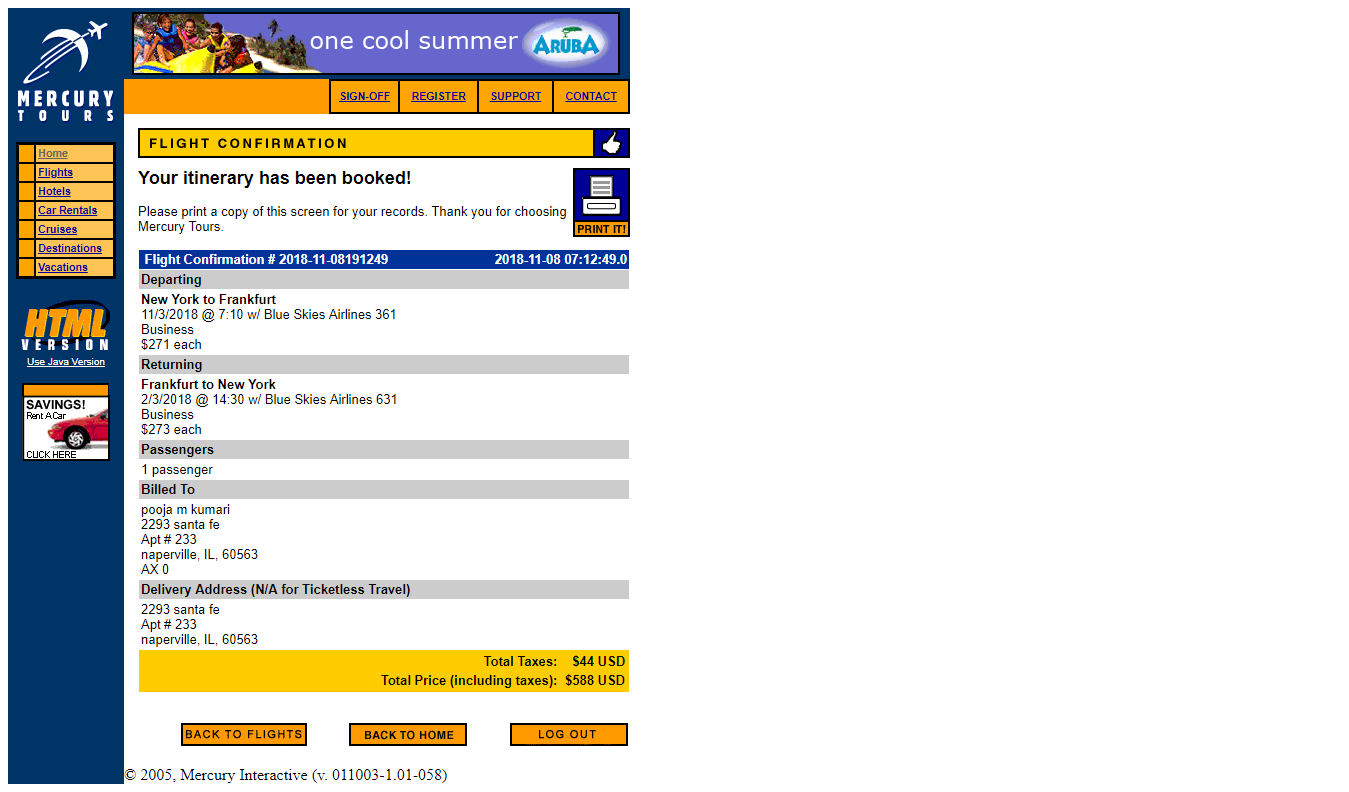 one cool summer ARUBA
MERCURY
TOURS
SIGN-OFF REGISTER SUPPORT CONTACT
Home
Flights
Hotels
Car Rentals
Cruises
Destinations
Vacations
HTML
VERSION
Use Java Version
SAVINGS!
Rent A Car
CLICK HERE
FLIGHT CONFIRMATION
Your itinerary has been booked!
Please print a copy of this screen for your records. Thank you for choosing
Mercury Tours.
PRINT IT!
Flight Confirmation # 2018-11-08191249 2018-11-08 07:12:49.0
Departing
New York to Frankfurt
11/3/2018 @ 7:10 w/ Blue Skies Airlines 361
Business
$271 each
Returning
Frankfurt to New York
2/3/2018 @ 14:30 w/ Blue Skies Airlines 631
Business
$273 each
Passengers
1 passenger
Billed To
pooja m kumari
2293 santa fe
Apt # 233
naperville, IL, 60563
AX 0
Delivery Address (N/A for Ticketless Travel)
2293 santa fe
Apt # 233
naperville, IL, 60563
Total Taxes: $44 USD
Total Price (including taxes): $588 USD
BACK TO FLIGHTS BACK TO HOME LOG OUT
© 2005, Mercury Interactive (v. 011003-1.01-058)